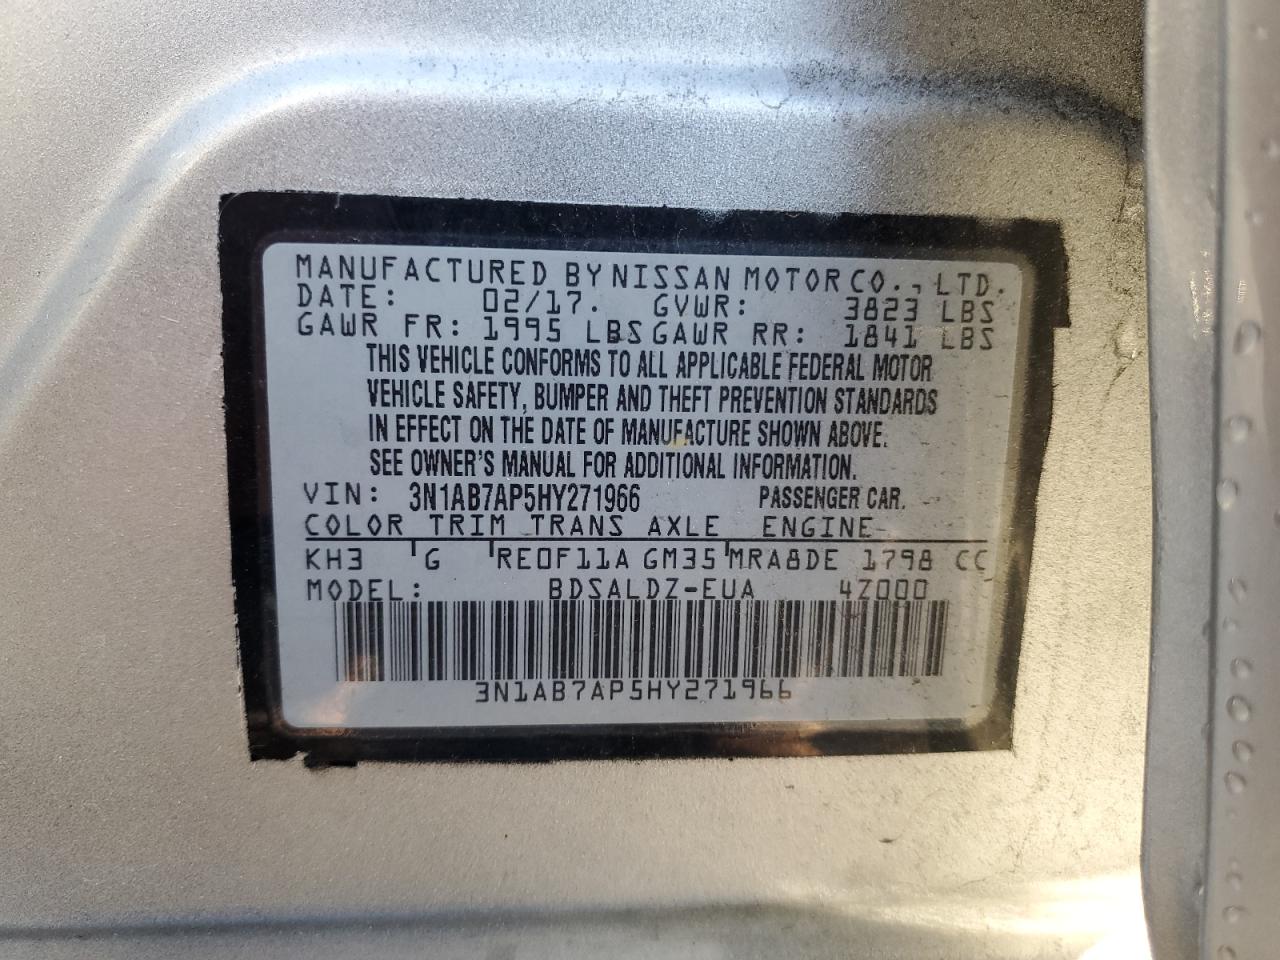 MANUFACTURED BY NISSAN MOTOR CO., LTD.
DATE: 02/17. GVWR: 3823 LBS
GAWR FR: 1995 LBS GAWR RR: 1841 LBS
THIS VEHICLE CONFORMS TO ALL APPLICABLE FEDERAL MOTOR
VEHICLE SAFETY, BUMPER AND THEFT PREVENTION STANDARDS
IN EFFECT ON THE DATE OF MANUFACTURE SHOWN ABOVE.
SEE OWNER'S MANUAL FOR ADDITIONAL INFORMATION.
VIN: 3N1AB7AP5HY271966 PASSENGER CAR.
COLOR TRIM TRANS AXLE ENGINE
KH3 G RE0F11A GM35 MRA8DE 1798 CC
MODEL: BDSALDZ-EUA 4Z000
3N1AB7AP5HY271966